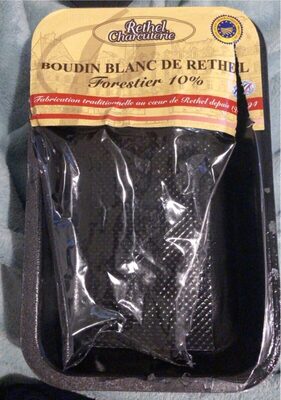 Rethel
Charcuterie
BOUDIN BLANC DE RETHEL
Forestier 10%
Fabrication traditionnelle au cœur de Rethel depuis